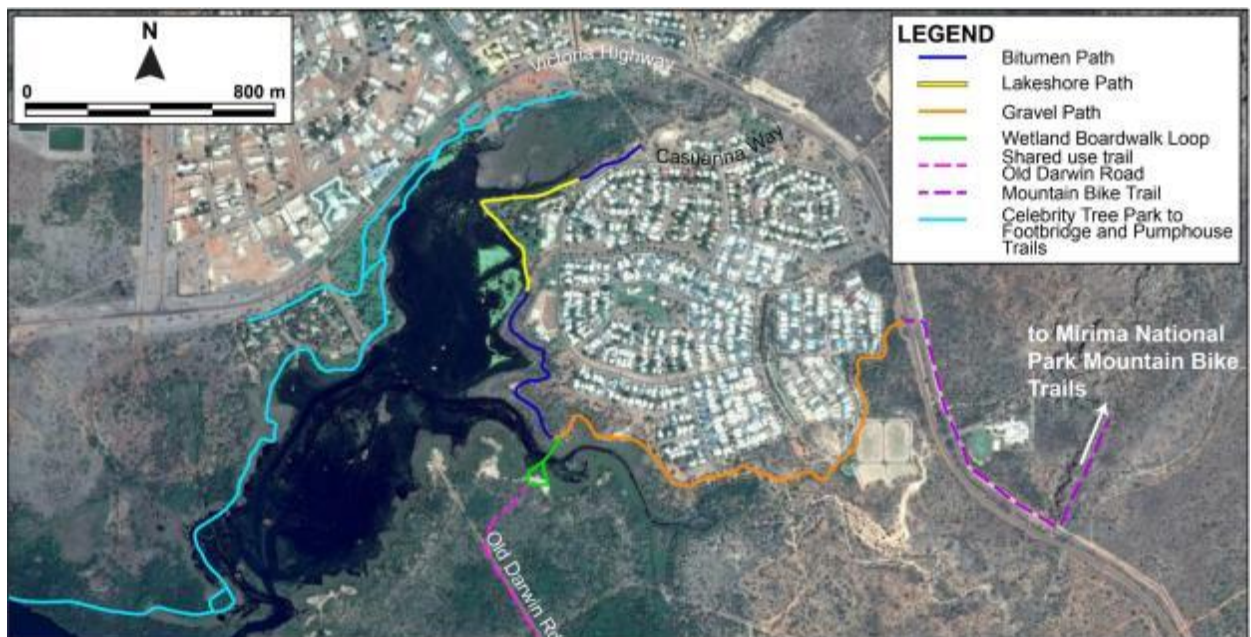 N
0 800 m
Victoria Highway
Casuarina Way
LEGEND
Bitumen Path
Lakeshore Path
Gravel Path
Wetland Boardwalk Loop
Shared use trail
Old Darwin Road
Mountain Bike Trail
Celebrity Tree Park to
Footbridge and Pumphouse
Trails
to MIrima National
Park Mountain Bike
Trails
Old Darwin Ro